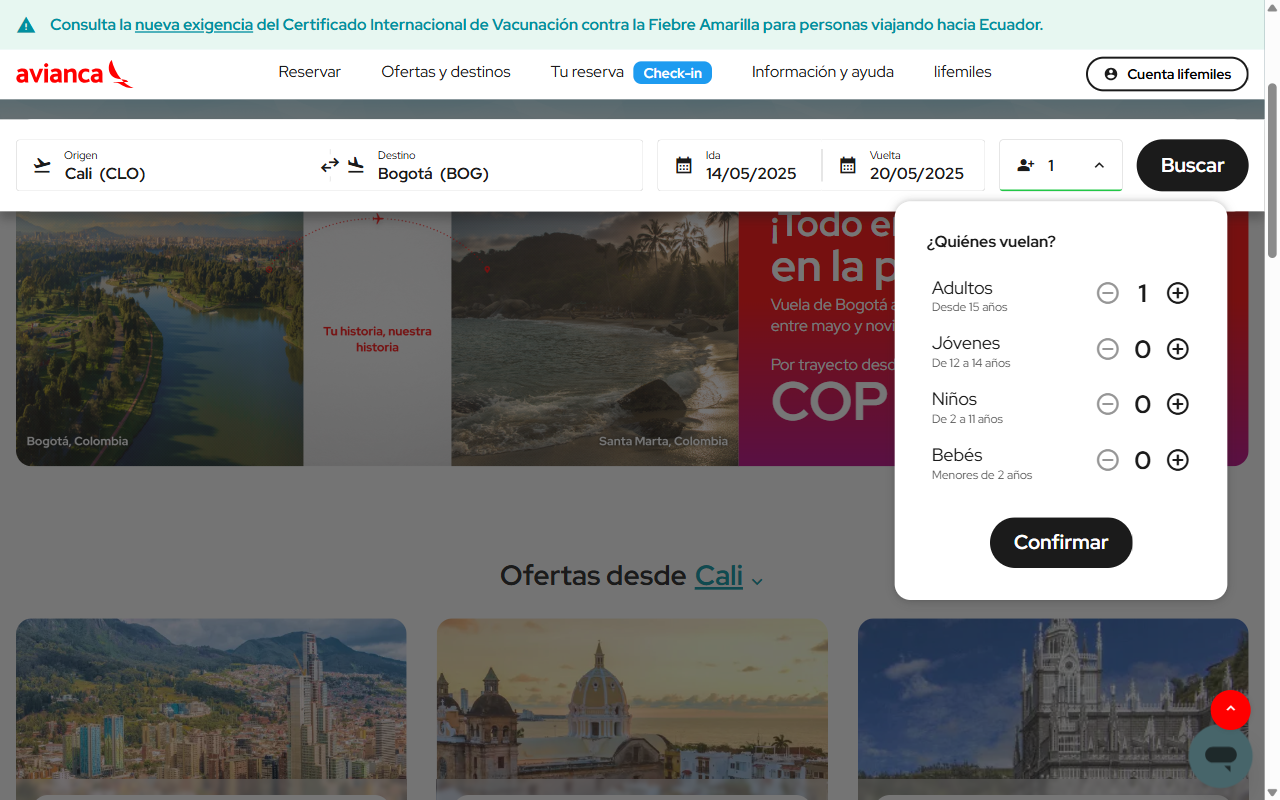 Consulta la nueva exigencia del Certificado Internacional de Vacunación contra la Fiebre Amarilla para personas viajando hacia Ecuador.
avianca
Reservar
Ofertas y destinos
Tu reserva
Check-in
Información y ayuda
lifemiles
Cuenta lifemiles
Origen
Cali (CLO)
Destino
Bogotá (BOG)
Ida
14/05/2025
Vuelta
20/05/2025
1
Buscar
¿Quiénes vuelan?
Adultos
Desde 15 años
1
Jóvenes
De 12 a 14 años
0
Niños
De 2 a 11 años
0
Bebés
Menores de 2 años
0
Confirmar
Tu historia, nuestra
historia
Bogotá, Colombia
Santa Marta, Colombia
¡Todo
en la
Vuela de Bogotá
entre mayo y
Por trayecto
COP
Ofertas desde Cali